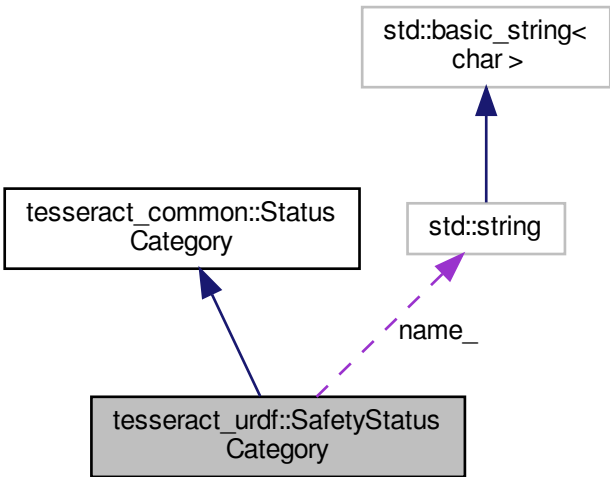 std::basic_string<
char >
tesseract_common::Status
Category
std::string
name_
tesseract_urdf::SafetyStatus
Category